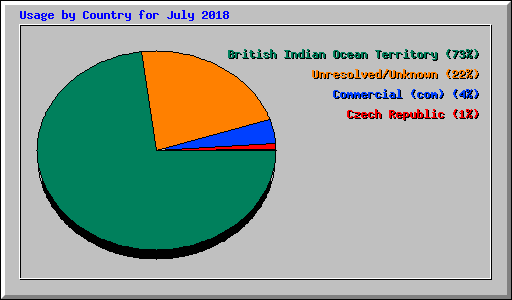 Usage by Country for July 2018
British Indian Ocean Territory (73%)
Unresolved/Unknown (22%)
Commercial (com) (4%)
Czech Republic (1%)